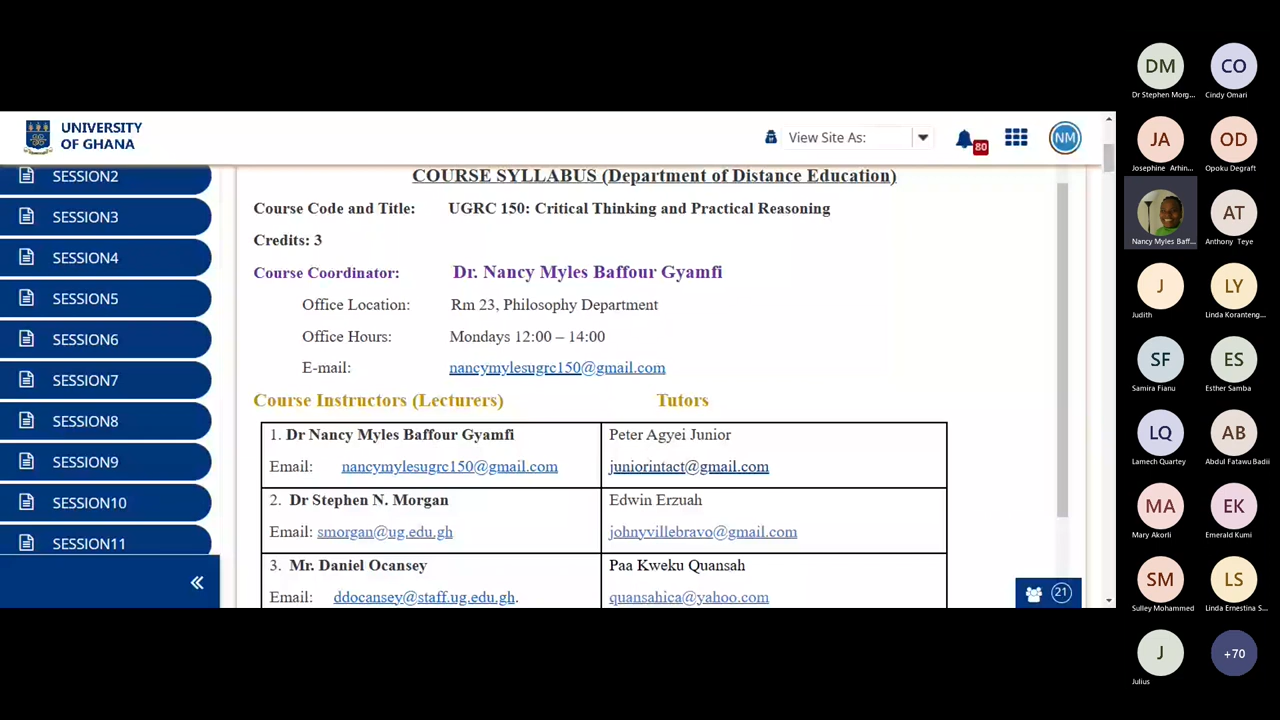 UNIVERSITY
OF GHANA
View Site As:
80
NM
SESSION2
SESSION3
SESSION4
SESSION5
SESSION6
SESSION7
SESSION8
SESSION9
SESSION10
SESSION11
COURSE SYLLABUS (Department of Distance Education)
Course Code and Title: UGRC 150: Critical Thinking and Practical Reasoning
Credits: 3
Course Coordinator: Dr. Nancy Myles Baffour Gyamfi
Office Location: Rm 23, Philosophy Department
Office Hours: Mondays 12:00 – 14:00
E-mail: nancymylesugrc150@gmail.com
Course Instructors (Lecturers) Tutors
1. Dr Nancy Myles Baffour Gyamfi Peter Agyei Junior
Email: nancymylesugrc150@gmail.com juniorintact@gmail.com
2. Dr Stephen N. Morgan Edwin Erzuah
Email: smorgan@ug.edu.gh johnyvillebravo@gmail.com
3. Mr. Daniel Ocansey Paa Kweku Quansah
Email: ddocansey@staff.ug.edu.gh. quansahica@yahoo.com
21
DM CO
Dr Stephen Morg... Cindy Omari
JA OD
Josephine Arhin... Opoku Degraft
AT
Nancy Myles Baff... Anthony Teye
J LY
Judith Linda Koranteng...
SF ES
Samira Fianu Esther Samba
LQ AB
Lamech Quartey Abdul Fatawu Badii
MA EK
Mary Akorli Emerald Kumi
SM LS
Sulley Mohammed Linda Ernestina S...
J +70
Julius